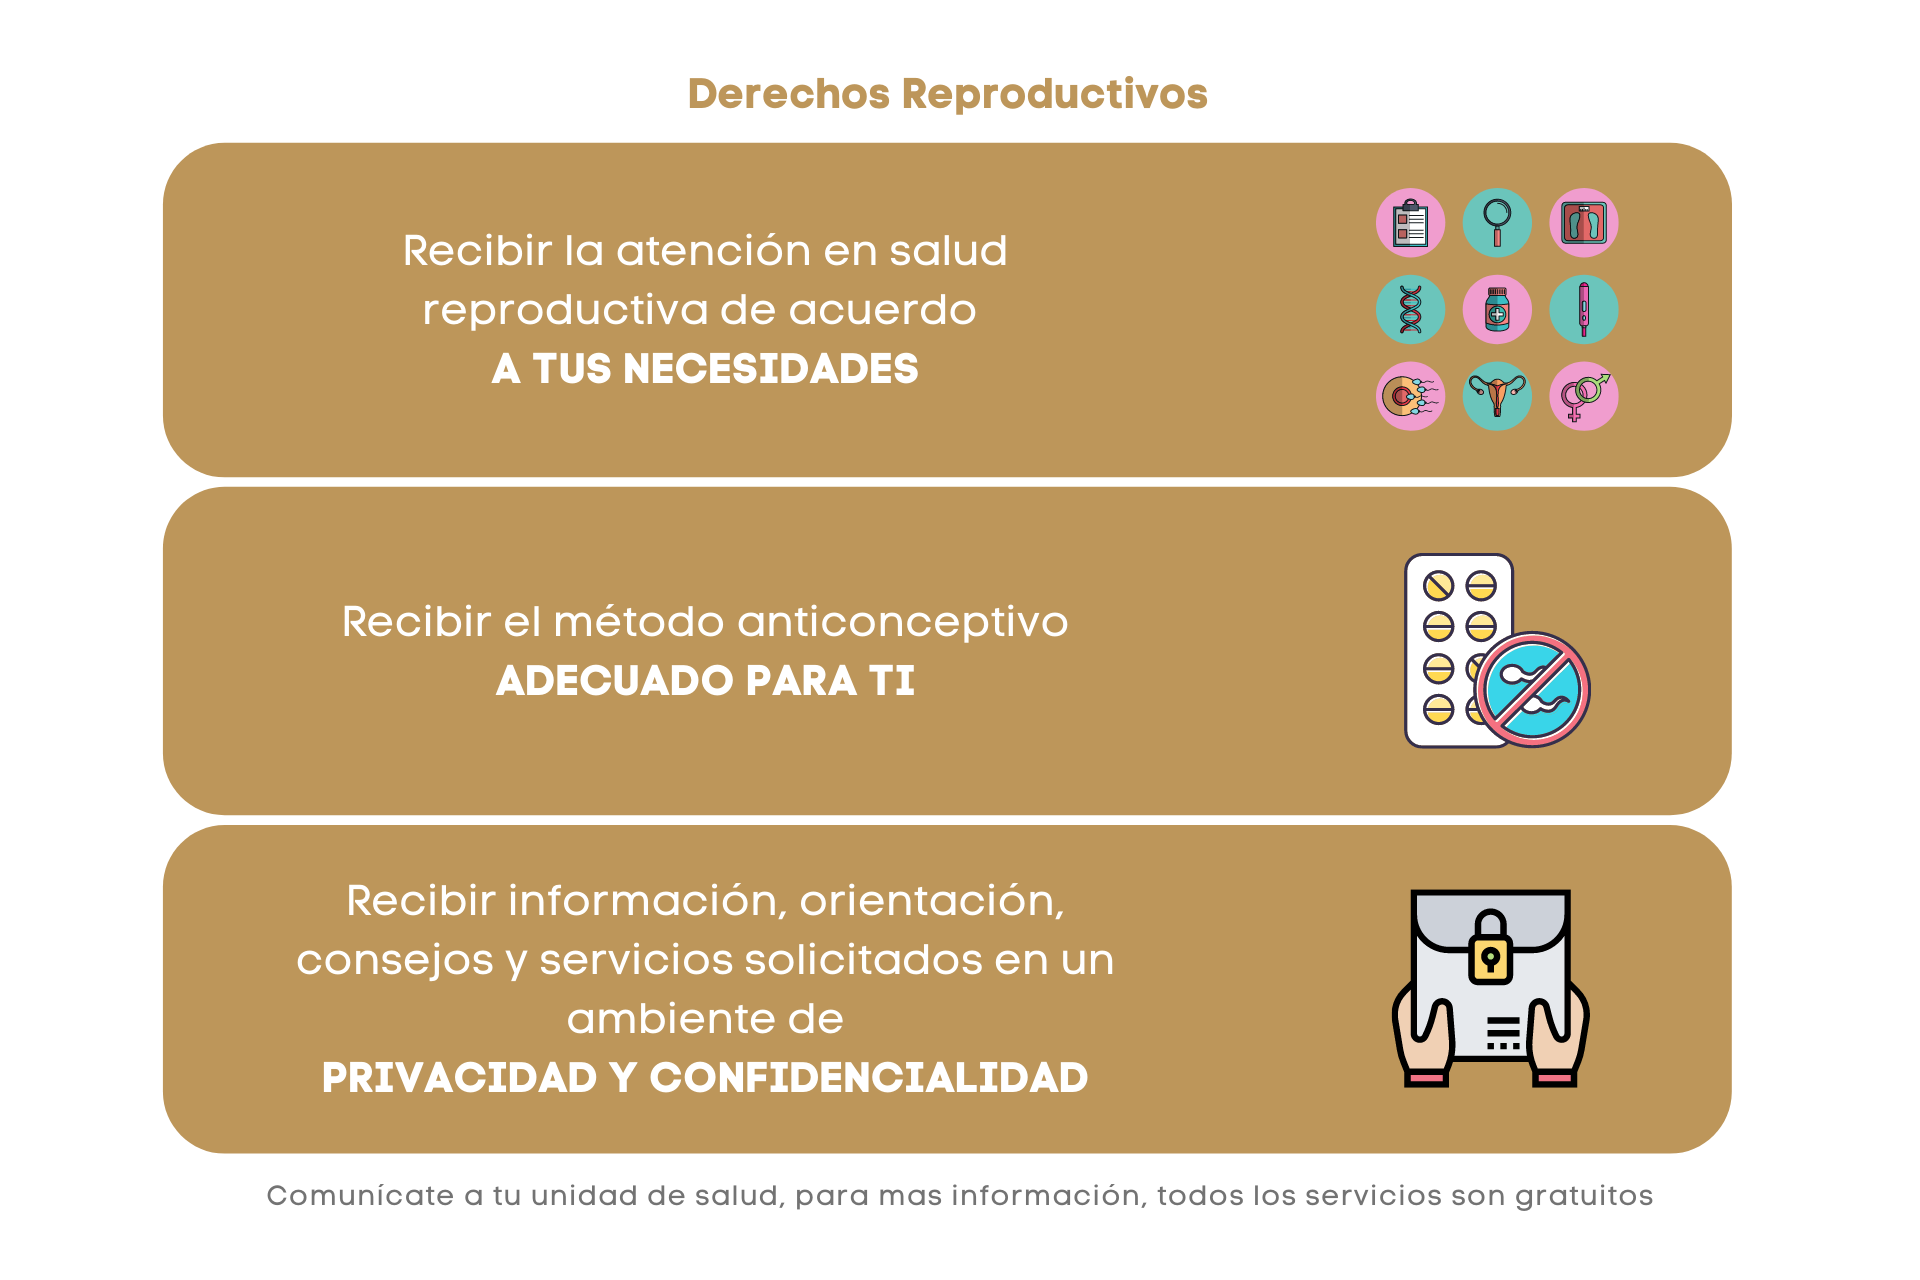 Derechos Reproductivos
Recibir la atención en salud
reproductiva de acuerdo
A TUS NECESIDADES
Recibir el método anticonceptivo
ADECUADO PARA TI
Recibir información, orientación,
consejos y servicios solicitados en un
ambiente de
PRIVACIDAD Y CONFIDENCIALIDAD
Comunícate a tu unidad de salud, para mas información, todos los servicios son gratuitos